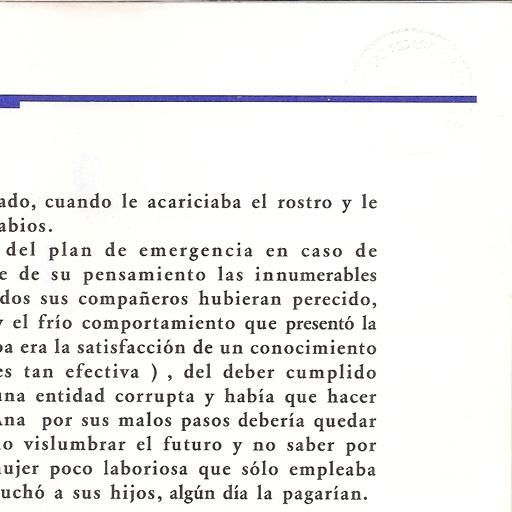 ado, cuando le acariciaba el rostro y le
abios.
del plan de emergencia en caso de
e de su pensamiento las innumerables
dos sus compañeros hubieran perecido,
y el frío comportamiento que presentó la
ba era la satisfacción de un conocimiento
es tan efectiva ) , del deber cumplido
una entidad corrupta y había que hacer
Ana por sus malos pasos debería quedar
lo vislumbrar el futuro y no saber por
mujer poco laboriosa que sólo empleaba
uchó a sus hijos, algún día la pagarían.